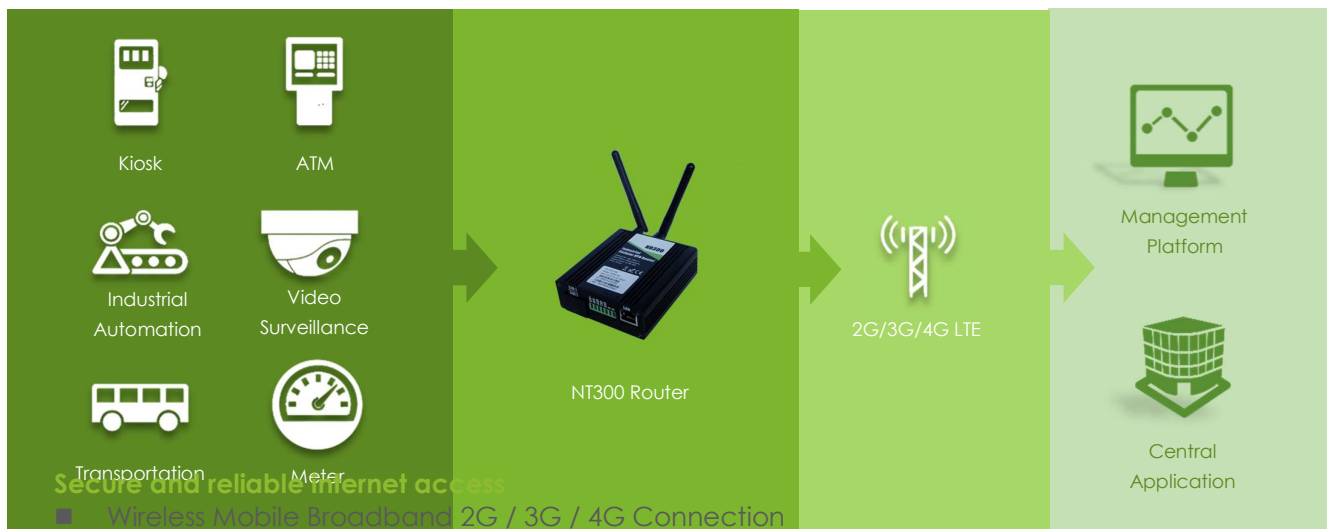 Kiosk
ATM
Industrial
Automation
Video
Surveillance
Transportation
Meter
NT300 Router
2G/3G/4G LTE
Management
Platform
Central
Application
Secure and reliable internet access
■ Wireless Mobile Broadband 2G / 3G / 4G Connection